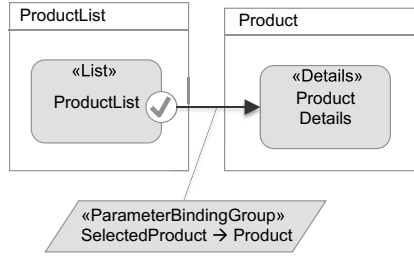 ProductList
Product
«List»
ProductList
«Details»
Product
Details
«ParameterBindingGroup»
SelectedProduct → Product